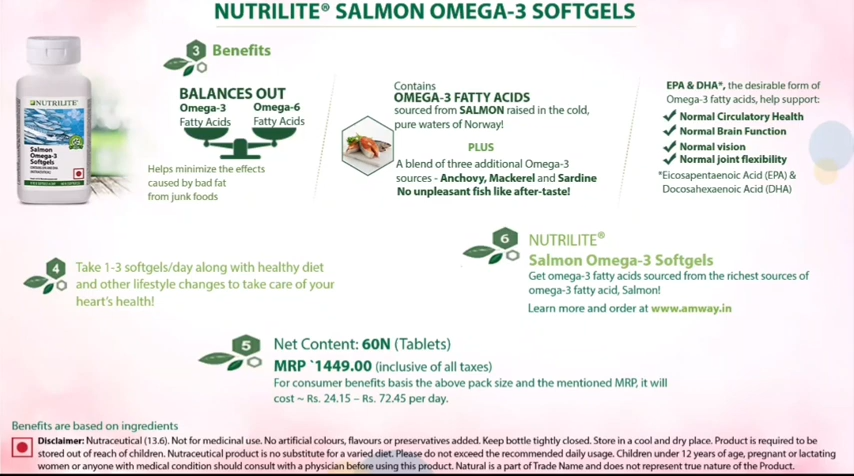 NUTRILITE® SALMON OMEGA-3 SOFTGELS
3 Benefits
NUTRILITE
Salmon
Omega-3
Softgels
BALANCES OUT
Omega-3 Omega-6
Fatty Acids Fatty Acids
Helps minimize the effects
caused by bad fat
from junk foods
Contains
OMEGA-3 FATTY ACIDS
sourced from SALMON raised in the cold,
pure waters of Norway!
PLUS
A blend of three additional Omega-3
sources - Anchovy, Mackerel and Sardine
No unpleasant fish like after-taste!
EPA & DHA*, the desirable form of
Omega-3 fatty acids, help support:
Normal Circulatory Health
Normal Brain Function
Normal vision
Normal joint flexibility
*Eicosapentaenoic Acid (EPA) &
Docosahexaenoic Acid (DHA)
4 Take 1-3 softgels/day along with healthy diet
and other lifestyle changes to take care of your
heart's health!
6 NUTRILITE®
Salmon Omega-3 Softgels
Get omega-3 fatty acids sourced from the richest sources of
omega-3 fatty acid, Salmon!
Learn more and order at www.amway.in
5 Net Content: 60N (Tablets)
MRP `1449.00 (inclusive of all taxes)
For consumer benefits basis the above pack size and the mentioned MRP, it will
cost ~ Rs. 24.15 – Rs. 72.45 per day.
Benefits are based on ingredients
Disclaimer: Nutraceutical (13.6). Not for medicinal use. No artificial colours, flavours or preservatives added. Keep bottle tightly closed. Store in a cool and dry place. Product is required to be
stored out of reach of children. Nutraceutical product is no substitute for a varied diet. Please do not exceed the recommended daily usage. Children under 12 years of age, pregnant or lactating
women or anyone with medical condition should consult with a physician before using this product. Natural is a part of Trade Name and does not represent true nature of the Product.